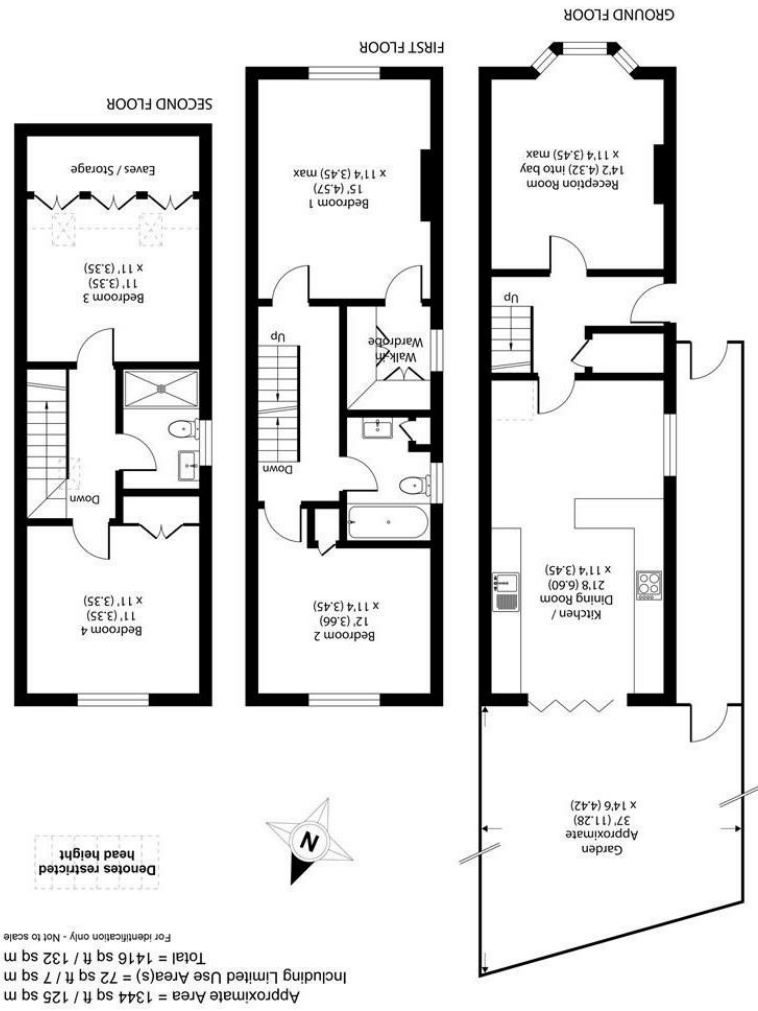 Approximate Area = 1344 sq ft / 125 sq m
Including Limited Use Area(s) = 72 sq ft / 7 sq m
Total = 1416 sq ft / 132 sq m
For identification only - Not to scale
Denotes restricted
head height
N
Garden
Approximate
37' (11.28)
x 14'6 (4.42)
Kitchen /
Dining Room
21'8 (6.60)
x 11'4 (3.45)
Up
Reception Room
14'2 (4.32) into bay
x 11'4 (3.45) max
GROUND FLOOR
Bedroom 2
12' (3.66)
x 11'4 (3.45)
Down
Up
Walk-in
Wardrobe
Bedroom 1
15' (4.57)
x 11'4 (3.45) max
FIRST FLOOR
Bedroom 4
11' (3.35)
x 11' (3.35)
Down
Bedroom 3
11' (3.35)
x 11' (3.35)
Eaves / Storage
SECOND FLOOR